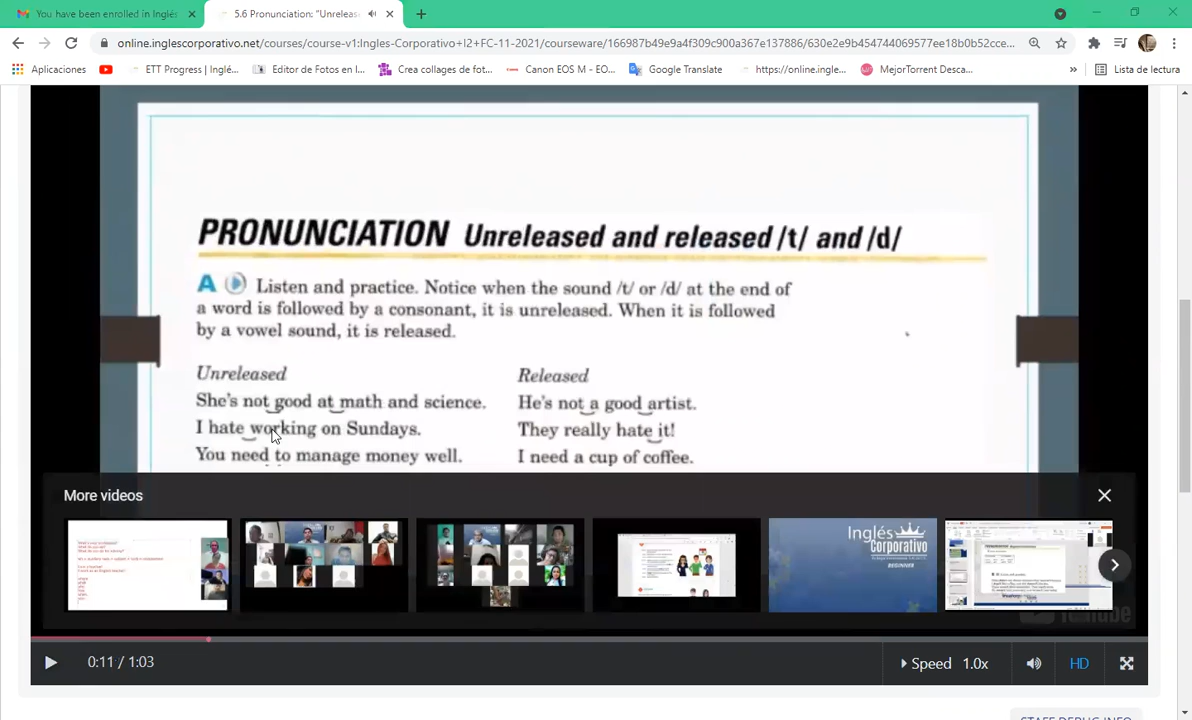 You have been enrolled in Inglés
5.6 Pronunciation: "Unreleas
online.inglescorporativo.net/courses/course-v1:Ingles-Corporativo+I2+FC-11-2021/courseware/166987b49e9a4f309c900a367e137886/630e2e9b454744069577ee18b0b52cce...
Aplicaciones
ETT Progress | Inglé...
Editor de Fotos en l...
Crea collages de fot...
Canon EOS M - EO...
Google Translate
https://online.ingle...
MejorTorrent Desca...
»
Lista de lectura
PRONUNCIATION Unreleased and released /t/ and /d/
A Listen and practice. Notice when the sound /t/ or /d/ at the end of
a word is followed by a consonant, it is unreleased. When it is followed
by a vowel sound, it is released.
Unreleased
She's not good at math and science.
I hate working on Sundays.
You need to manage money well.
Released
He's not a good artist.
They really hate it!
I need a cup of coffee.
More videos
Inglés
Corporativo
BEGINNER
YouTube
0:11 / 1:03
Speed 1.0x
HD
STAFF DEBUG INFO